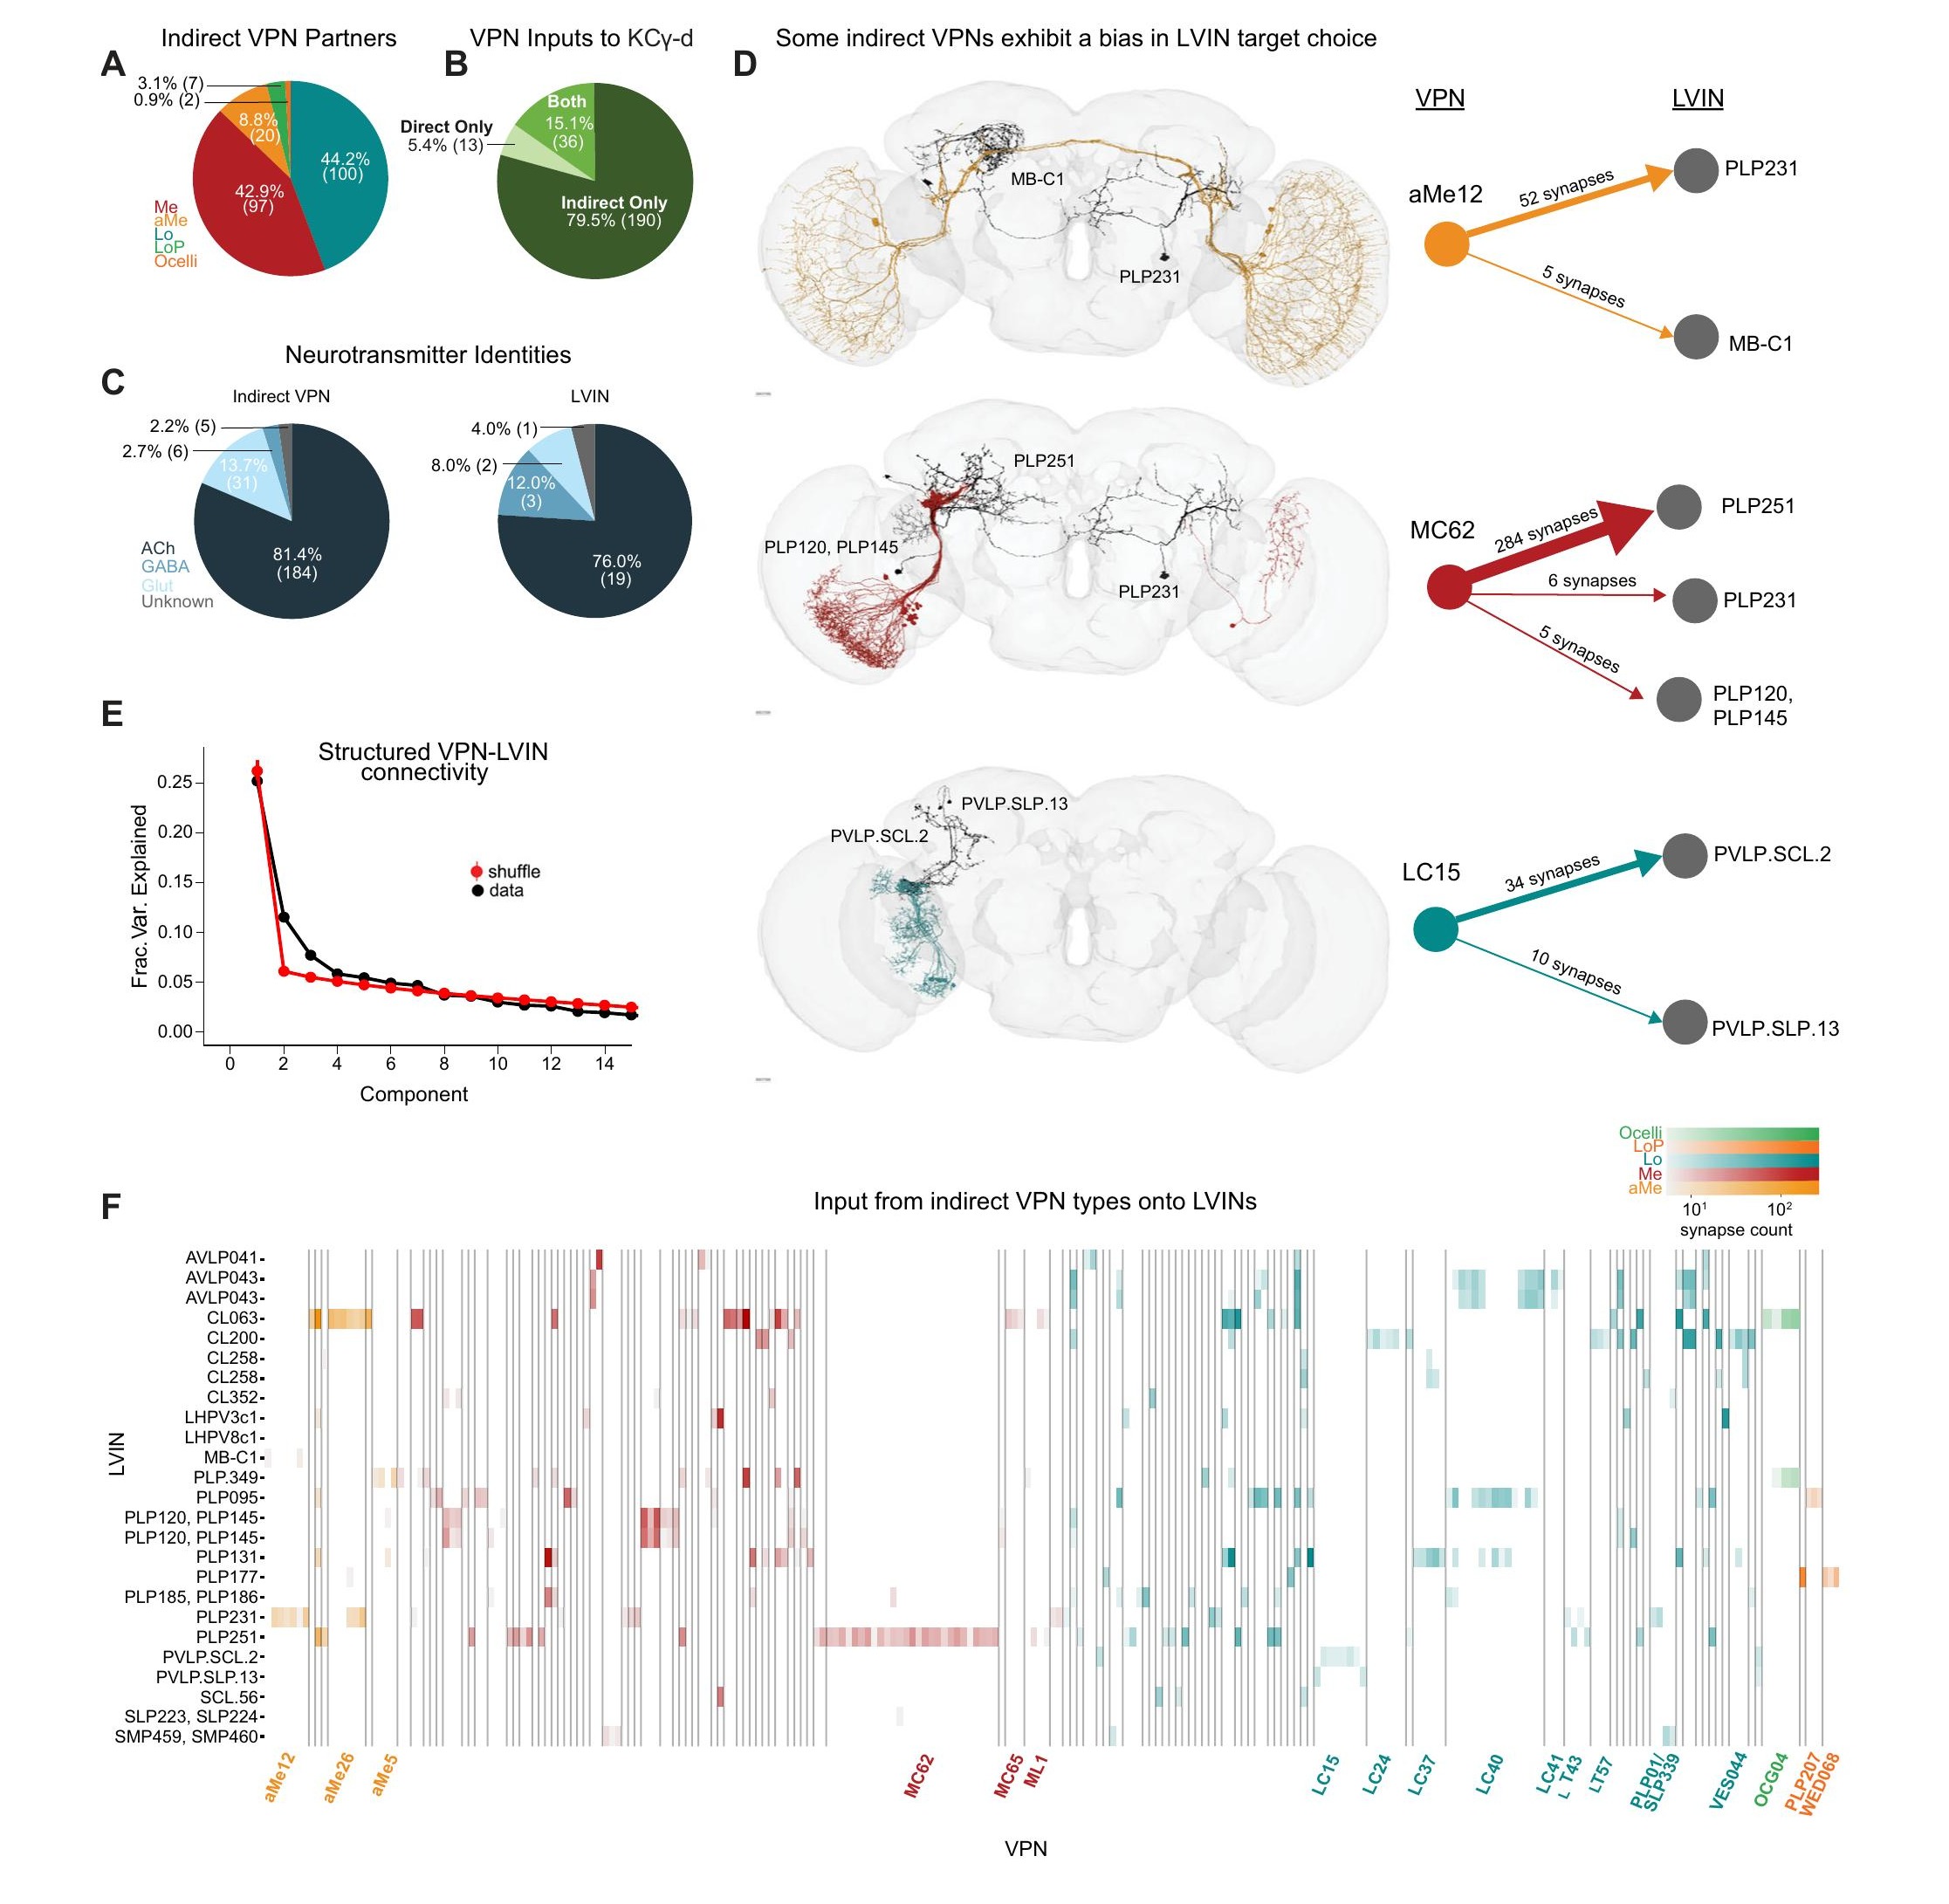 Indirect VPN Partners
VPN Inputs to KCγ-d
Some indirect VPNs exhibit a bias in LVIN target choice
A
3.1% (7)
0.9% (2)
8.8%
(20)
44.2%
(100)
42.9%
(97)
Me
aMe
Lo
LoP
Ocelli
B
Both
15.1%
(36)
Direct Only
5.4% (13)
Indirect Only
79.5% (190)
C
Neurotransmitter Identities
Indirect VPN
LVIN
2.2% (5)
2.7% (6)
13.7%
(31)
81.4%
(184)
4.0% (1)
8.0% (2)
12.0%
(3)
76.0%
(19)
ACh
GABA
Glut
Unknown
D
MB-C1
PLP231
VPN
LVIN
aMe12
52 synapses
PLP231
5 synapses
MB-C1
PLP251
PLP120, PLP145
PLP231
MC62
284 synapses
PLP251
6 synapses
PLP231
5 synapses
PLP120,
PLP145
PVLP.SLP.13
PVLP.SCL.2
LC15
34 synapses
PVLP.SCL.2
10 synapses
PVLP.SLP.13
E
Structured VPN-LVIN
connectivity
Frac. Var. Explained
0.25
0.20
0.15
0.10
0.05
0.00
shuffle
data
0 2 4 6 8 10 12 14
Component
Ocelli
LoP
Lo
Me
aMe
10¹ 10²
synapse count
F
Input from indirect VPN types onto LVINs
LVIN
AVLP041
AVLP043
AVLP043
CL063
CL200
CL258
CL258
CL352
LHPV3c1
LHPV8c1
MB-C1
PLP.349
PLP095
PLP120, PLP145
PLP120, PLP145
PLP131
PLP177
PLP185, PLP186
PLP231
PLP251
PVLP.SCL.2
PVLP.SLP.13
SCL.56
SLP223, SLP224
SMP459, SMP460
aMe12
aMe26
aMe5
MC62
MC65
ML1
LC15
LC24
LC37
LC40
LC41
L T43
LT57
PLP01/
SLP339
VES044
OCG04
PLP207
WED068
VPN